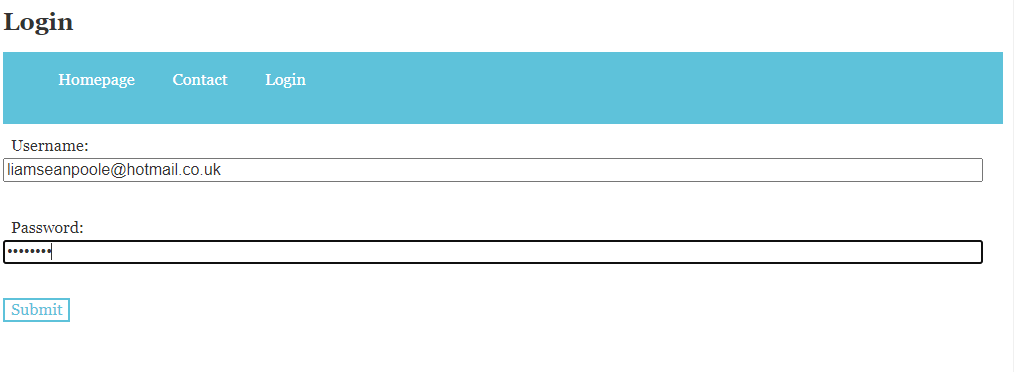 Login
Homepage Contact Login
Username:
liamseanpoole@hotmail.co.uk
Password:
••••••••
Submit